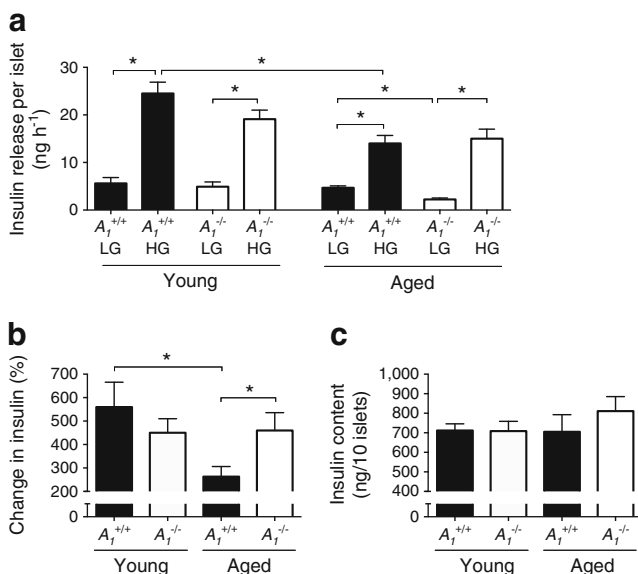 a
Insulin release per islet
(ng h⁻¹)
30
20
10
0
* * * * * *
A₁⁺/⁺ A₁⁺/⁺ A₁⁻/⁻ A₁⁻/⁻ A₁⁺/⁺ A₁⁺/⁺ A₁⁻/⁻ A₁⁻/⁻
LG HG LG HG LG HG LG HG
Young Aged
b
Change in insulin (%)
700
600
500
400
300
200
0
* *
A₁⁺/⁺ A₁⁻/⁻ A₁⁺/⁺ A₁⁻/⁻
Young Aged
c
Insulin content
(ng/10 islets)
1,000
900
800
700
600
500
400
0
A₁⁺/⁺ A₁⁻/⁻ A₁⁺/⁺ A₁⁻/⁻
Young Aged